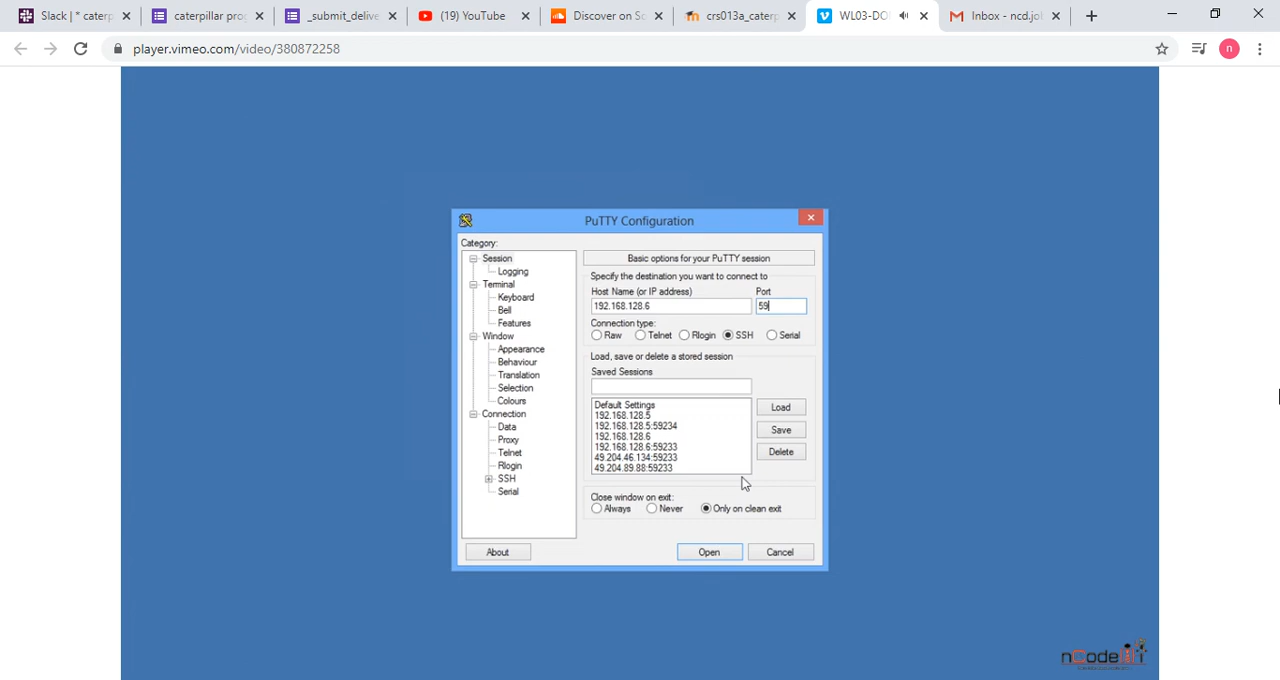 Slack | * caterp
caterpillar pro
_submit_delive
(19) YouTube
Discover on So
crs013a_caterp
WL03-DO
Inbox - ncd.jo
player.vimeo.com/video/380872258
n
PuTTY Configuration
Category:
Session
Logging
Terminal
Keyboard
Bell
Features
Window
Appearance
Behaviour
Translation
Selection
Colours
Connection
Data
Proxy
Telnet
Rlogin
SSH
Serial
Basic options for your PuTTY session
Specify the destination you want to connect to
Host Name (or IP address) Port
192.168.128.6 59
Connection type:
Raw Telnet Rlogin SSH Serial
Load, save or delete a stored session
Saved Sessions
Default Settings
192.168.128.5
192.168.128.5:59234
192.168.128.6
192.168.128.6:59233
49.204.46.134:59233
49.204.89.88:59233
Load
Save
Delete
Close window on exit:
Always Never Only on clean exit
About Open Cancel
nCode